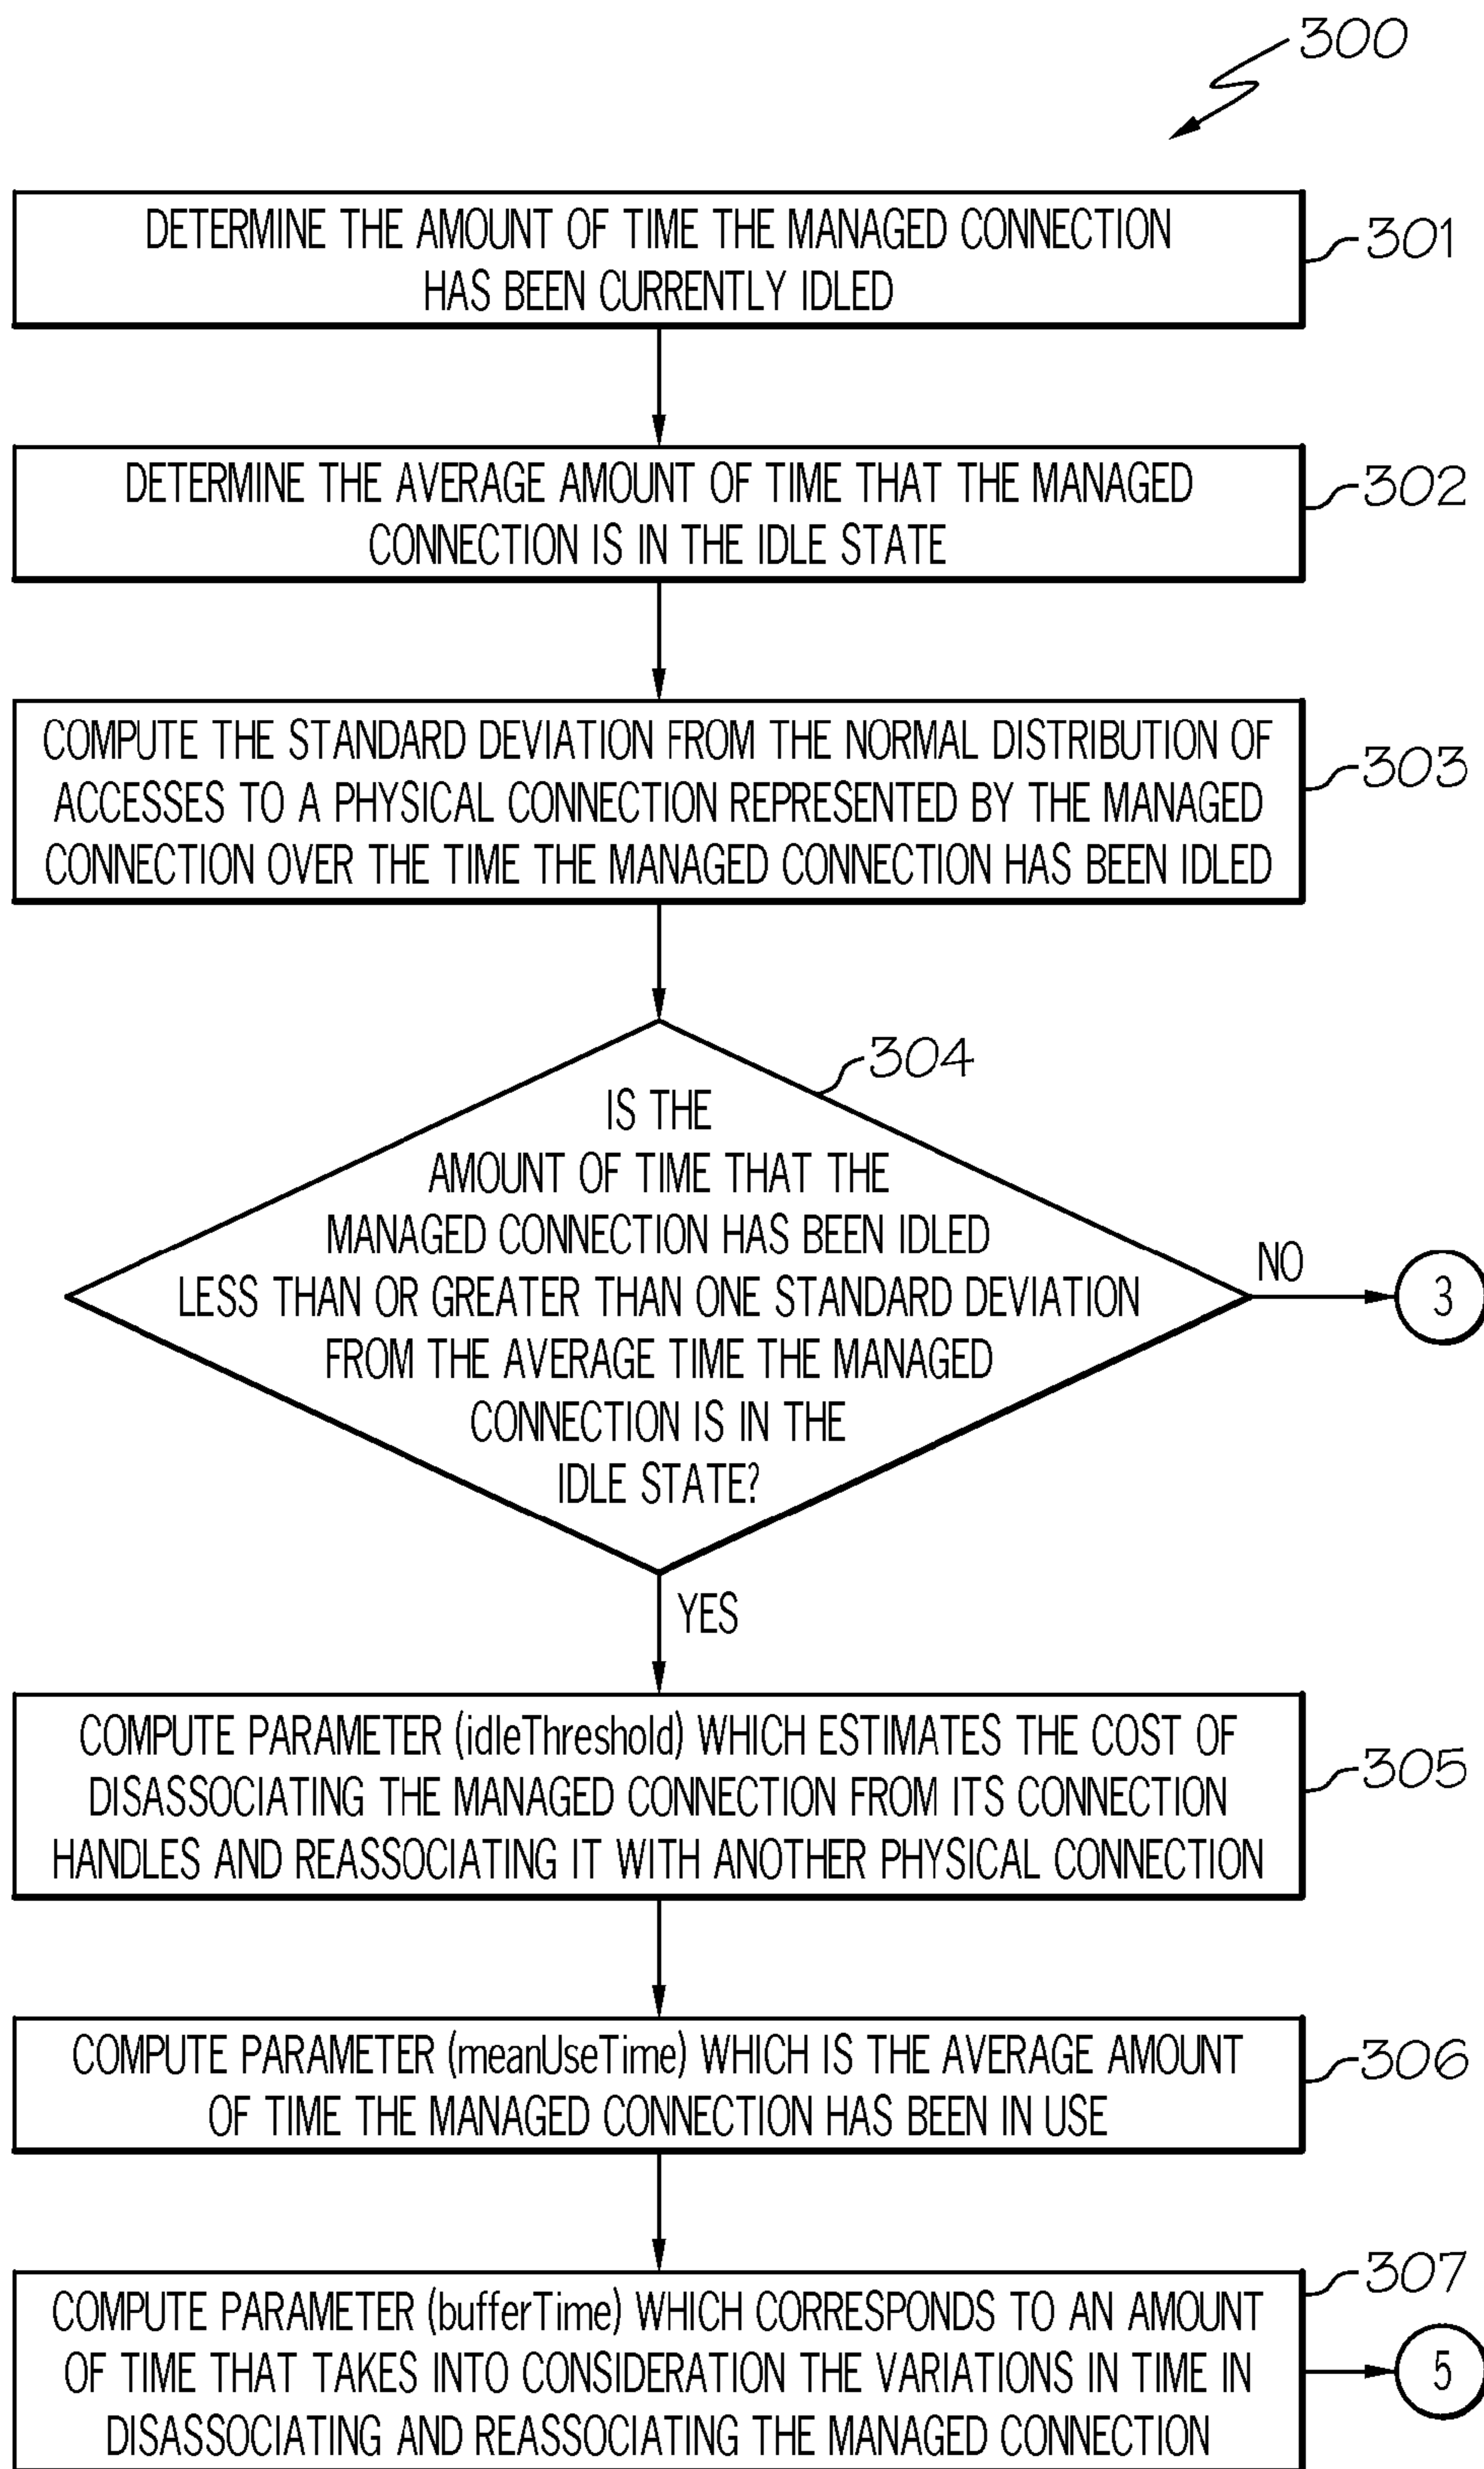 300
DETERMINE THE AMOUNT OF TIME THE MANAGED CONNECTION
HAS BEEN CURRENTLY IDLED
301
DETERMINE THE AVERAGE AMOUNT OF TIME THAT THE MANAGED
CONNECTION IS IN THE IDLE STATE
302
COMPUTE THE STANDARD DEVIATION FROM THE NORMAL DISTRIBUTION OF
ACCESSES TO A PHYSICAL CONNECTION REPRESENTED BY THE MANAGED
CONNECTION OVER THE TIME THE MANAGED CONNECTION HAS BEEN IDLED
303
304
IS THE
AMOUNT OF TIME THAT THE
MANAGED CONNECTION HAS BEEN IDLED
LESS THAN OR GREATER THAN ONE STANDARD DEVIATION
FROM THE AVERAGE TIME THE MANAGED
CONNECTION IS IN THE
IDLE STATE?
NO
3
YES
COMPUTE PARAMETER (idleThreshold) WHICH ESTIMATES THE COST OF
DISASSOCIATING THE MANAGED CONNECTION FROM ITS CONNECTION
HANDLES AND REASSOCIATING IT WITH ANOTHER PHYSICAL CONNECTION
305
COMPUTE PARAMETER (meanUseTime) WHICH IS THE AVERAGE AMOUNT
OF TIME THE MANAGED CONNECTION HAS BEEN IN USE
306
COMPUTE PARAMETER (bufferTime) WHICH CORRESPONDS TO AN AMOUNT
OF TIME THAT TAKES INTO CONSIDERATION THE VARIATIONS IN TIME IN
DISASSOCIATING AND REASSOCIATING THE MANAGED CONNECTION
307
5